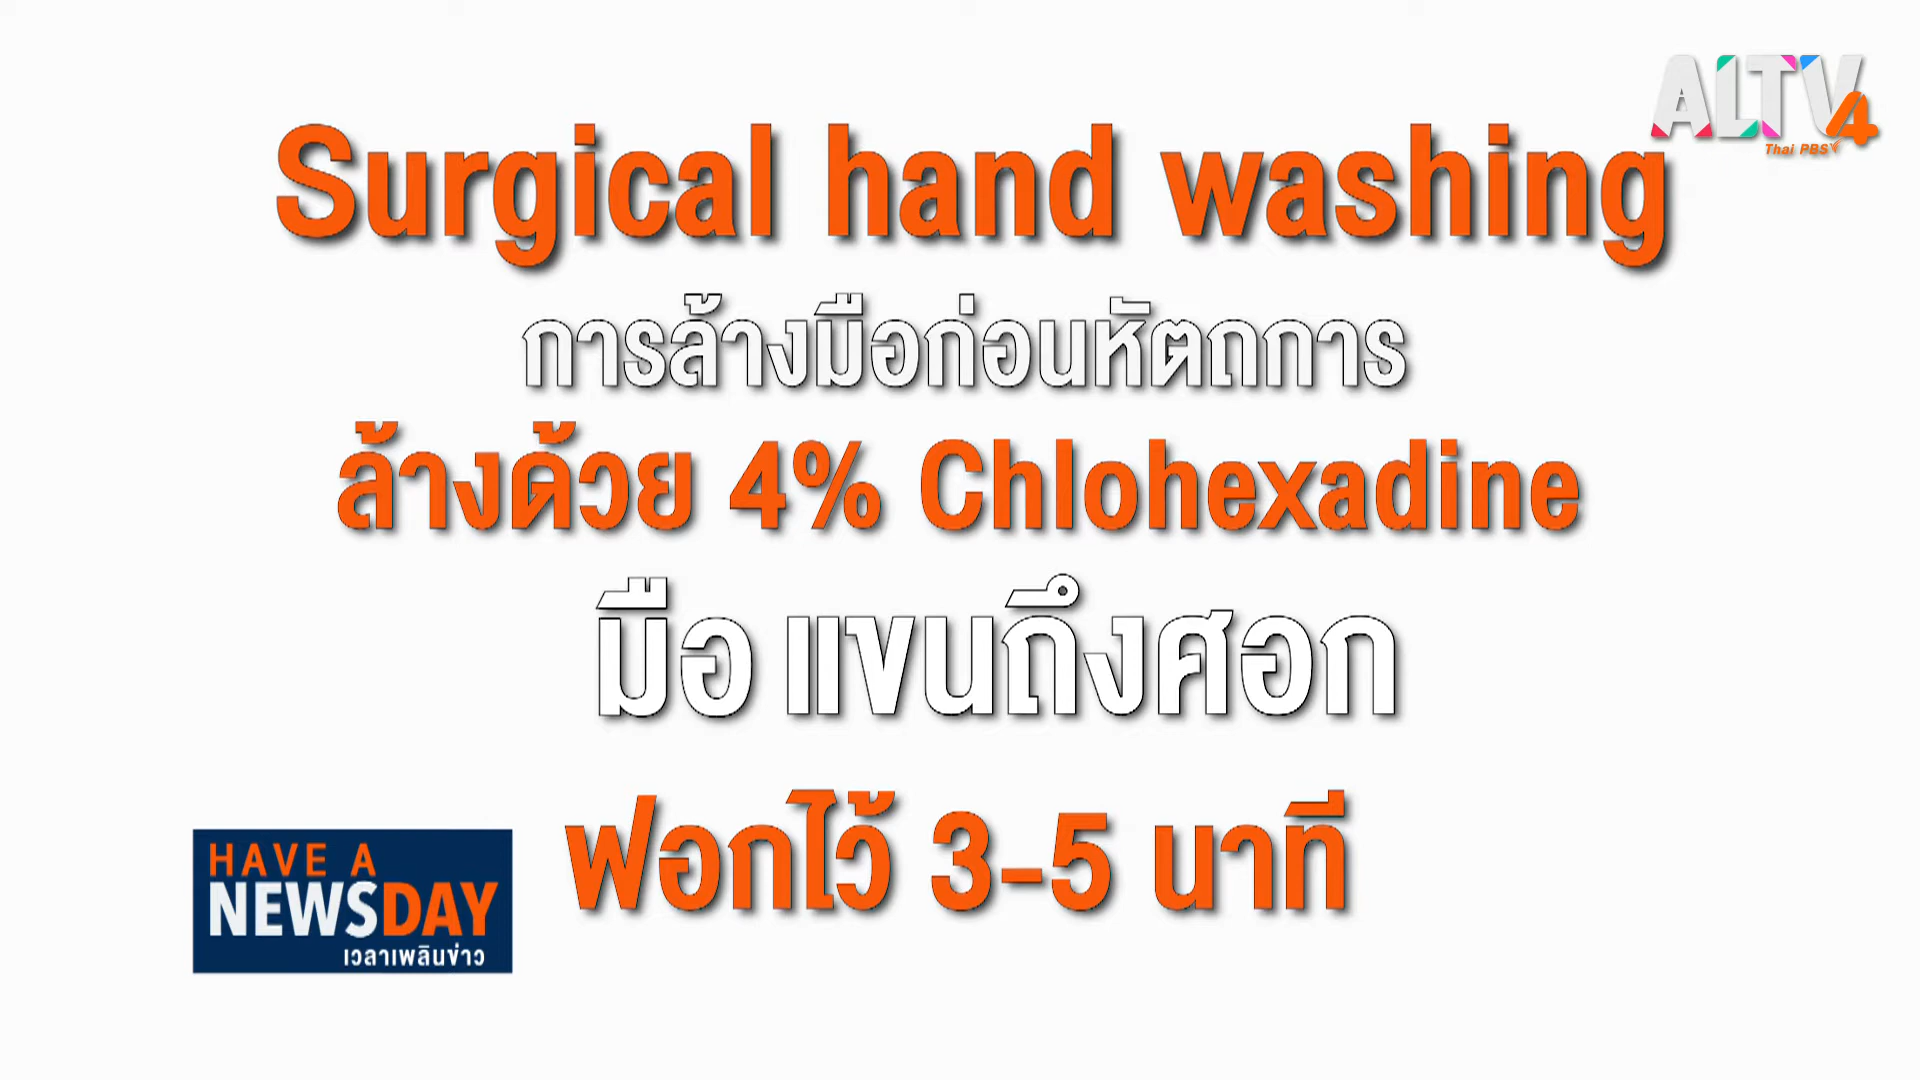 ALTV4
Thai PBS
Surgical hand washing
การล้างมือก่อนหัตถการ
ล้างด้วย 4% Chlohexadine
มือ แขนถึงศอก
ฟอกไว้ 3-5 นาที
HAVE A
NEWSDAY
เวลาเพลินข่าว